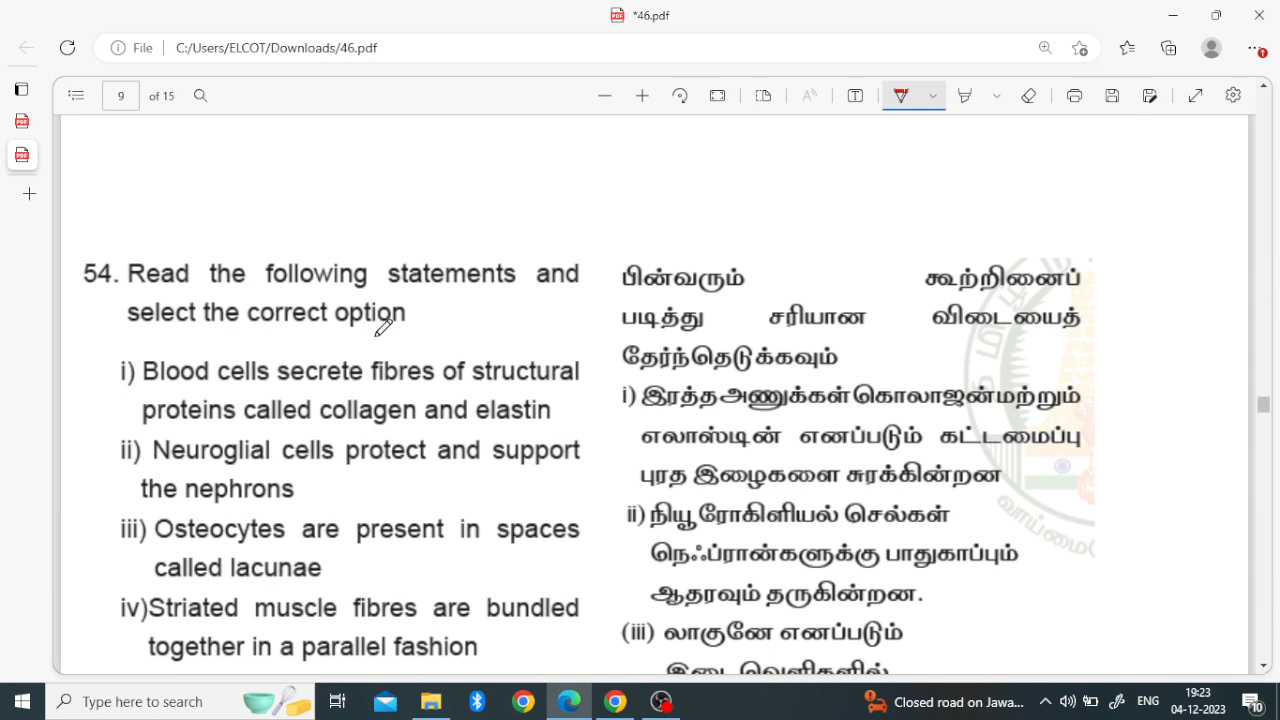 *46.pdf
File
C:/Users/ELCOT/Downloads/46.pdf
9 of 15
54. Read the following statements and
select the correct option
i) Blood cells secrete fibres of structural
proteins called collagen and elastin
ii) Neuroglial cells protect and support
the nephrons
iii) Osteocytes are present in spaces
called lacunae
iv)Striated muscle fibres are bundled
together in a parallel fashion
பின்வரும் கூற்றினைப்
படித்து சரியான விடையைத்
தேர்ந்தெடுக்கவும்
i) இரத்தஅணுக்கள்கொலாஜன்மற்றும்
எலாஸ்டின் எனப்படும் கட்டமைப்பு
புரத இழைகளை சுரக்கின்றன
ii) நியூரோகிளியல் செல்கள்
நெஃப்ரான்களுக்கு பாதுகாப்பும்
ஆதரவும் தருகின்றன.
(iii) லாகுனே எனப்படும்
இடைவெளிகளில்
வாய்மை
Type here to search
Closed road on Jawa...
ENG
19:23
04-12-2023
10